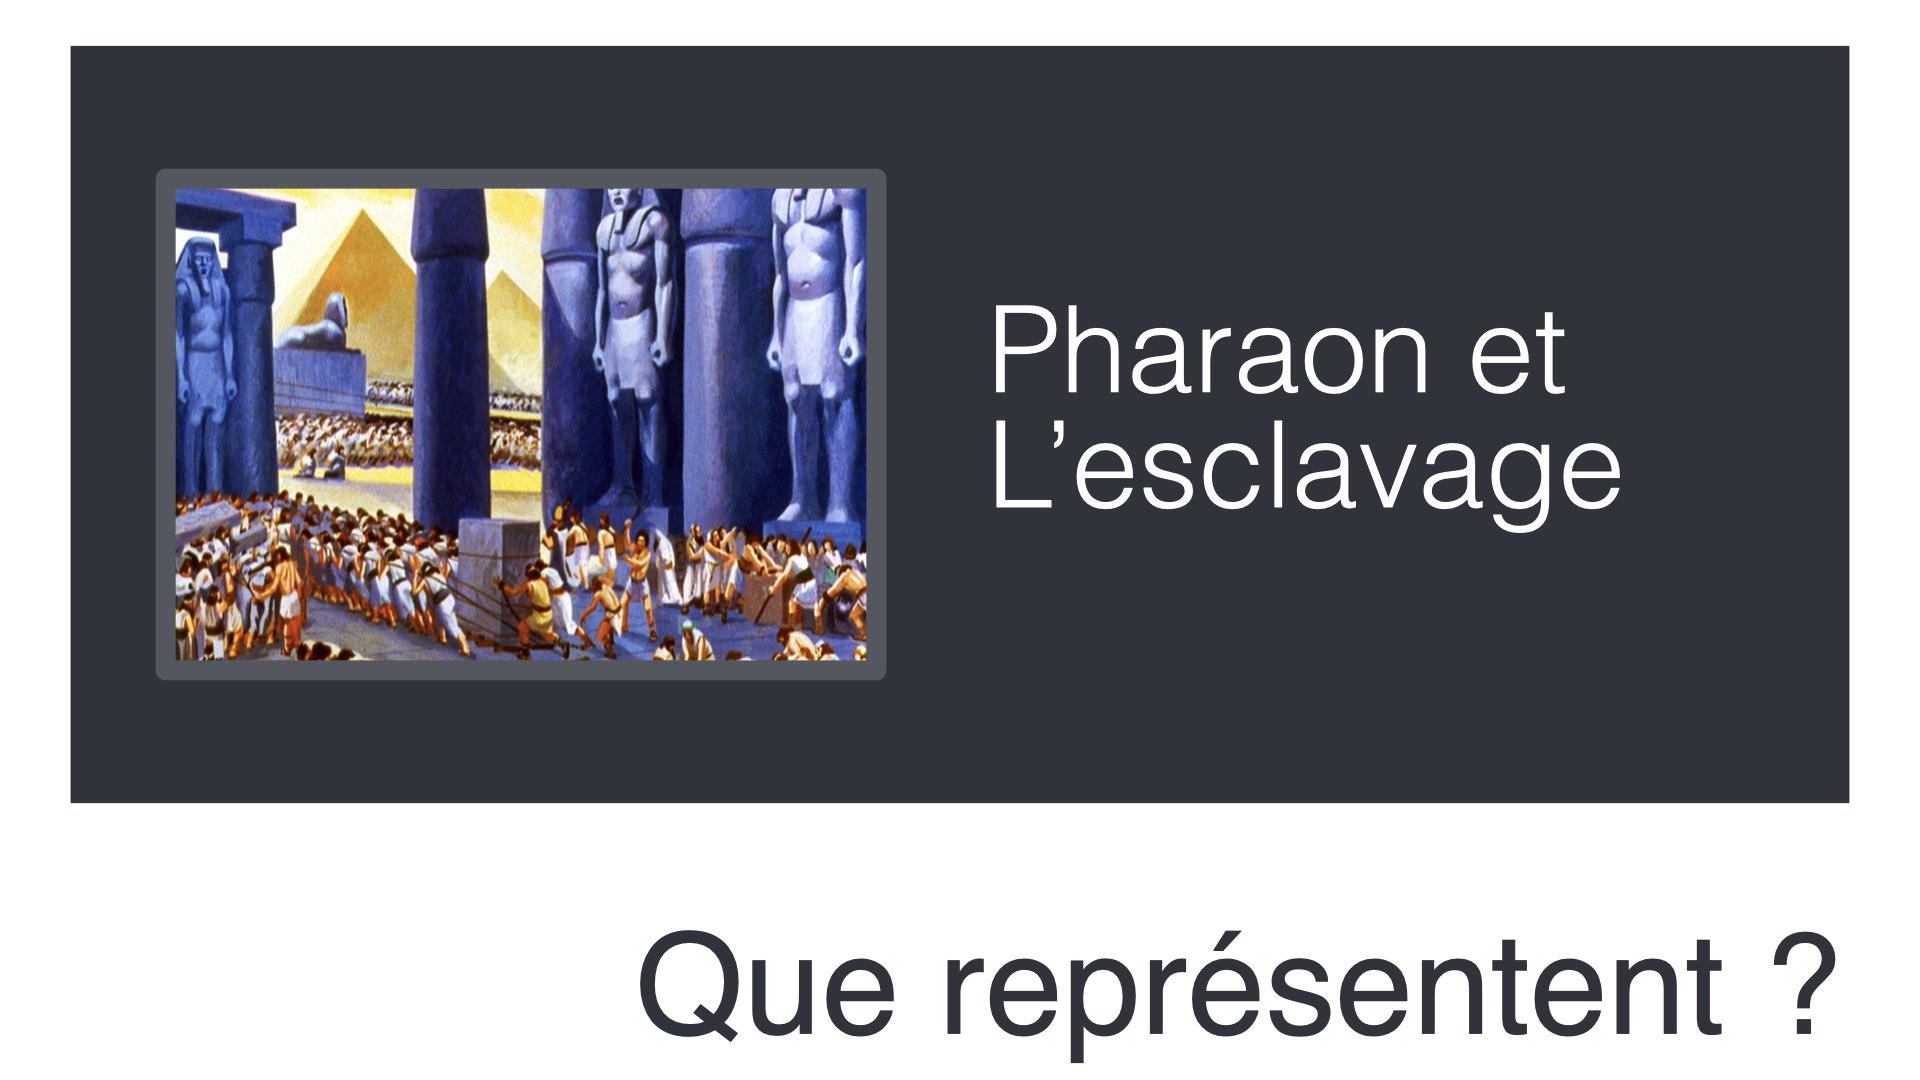 Pharaon et
L’esclavage
Que représentent ?